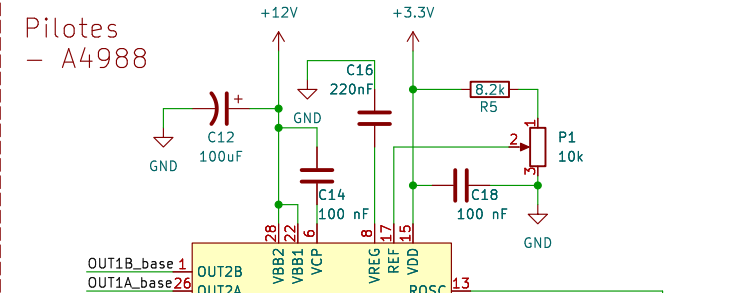 Pilotes
- A4988
+12V
+3.3V
C16
220nF
8.2k
R5
GND
+
C12
100uF
GND
1
2
3
P1
10k
C14
100 nF
C18
100 nF
GND
28
22
6
8
17
15
VBB2
VBB1
VCP
VREG
REF
VDD
OUT1B_base
1
OUT2B
OUT1A_base
26
OUT2A
ROSC
13